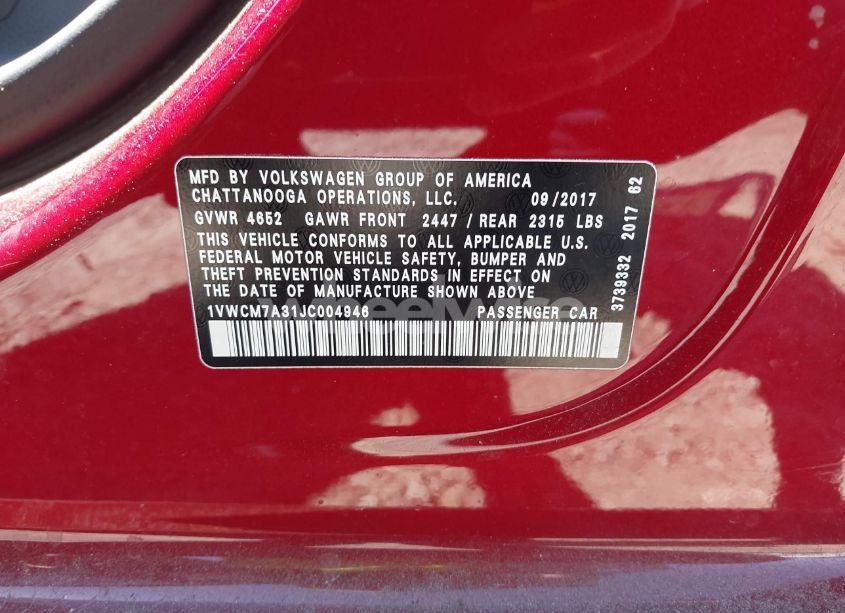 MFD BY VOLKSWAGEN GROUP OF AMERICA
CHATTANOOGA OPERATIONS, LLC. 09/2017
GVWR 4652 GAWR FRONT 2447 / REAR 2315 LBS
THIS VEHICLE CONFORMS TO ALL APPLICABLE U.S.
FEDERAL MOTOR VEHICLE SAFETY, BUMPER AND
THEFT PREVENTION STANDARDS IN EFFECT ON
THE DATE OF MANUFACTURE SHOWN ABOVE
1VWCM7A31JC004946 PASSENGER CAR
3739332 2017 62